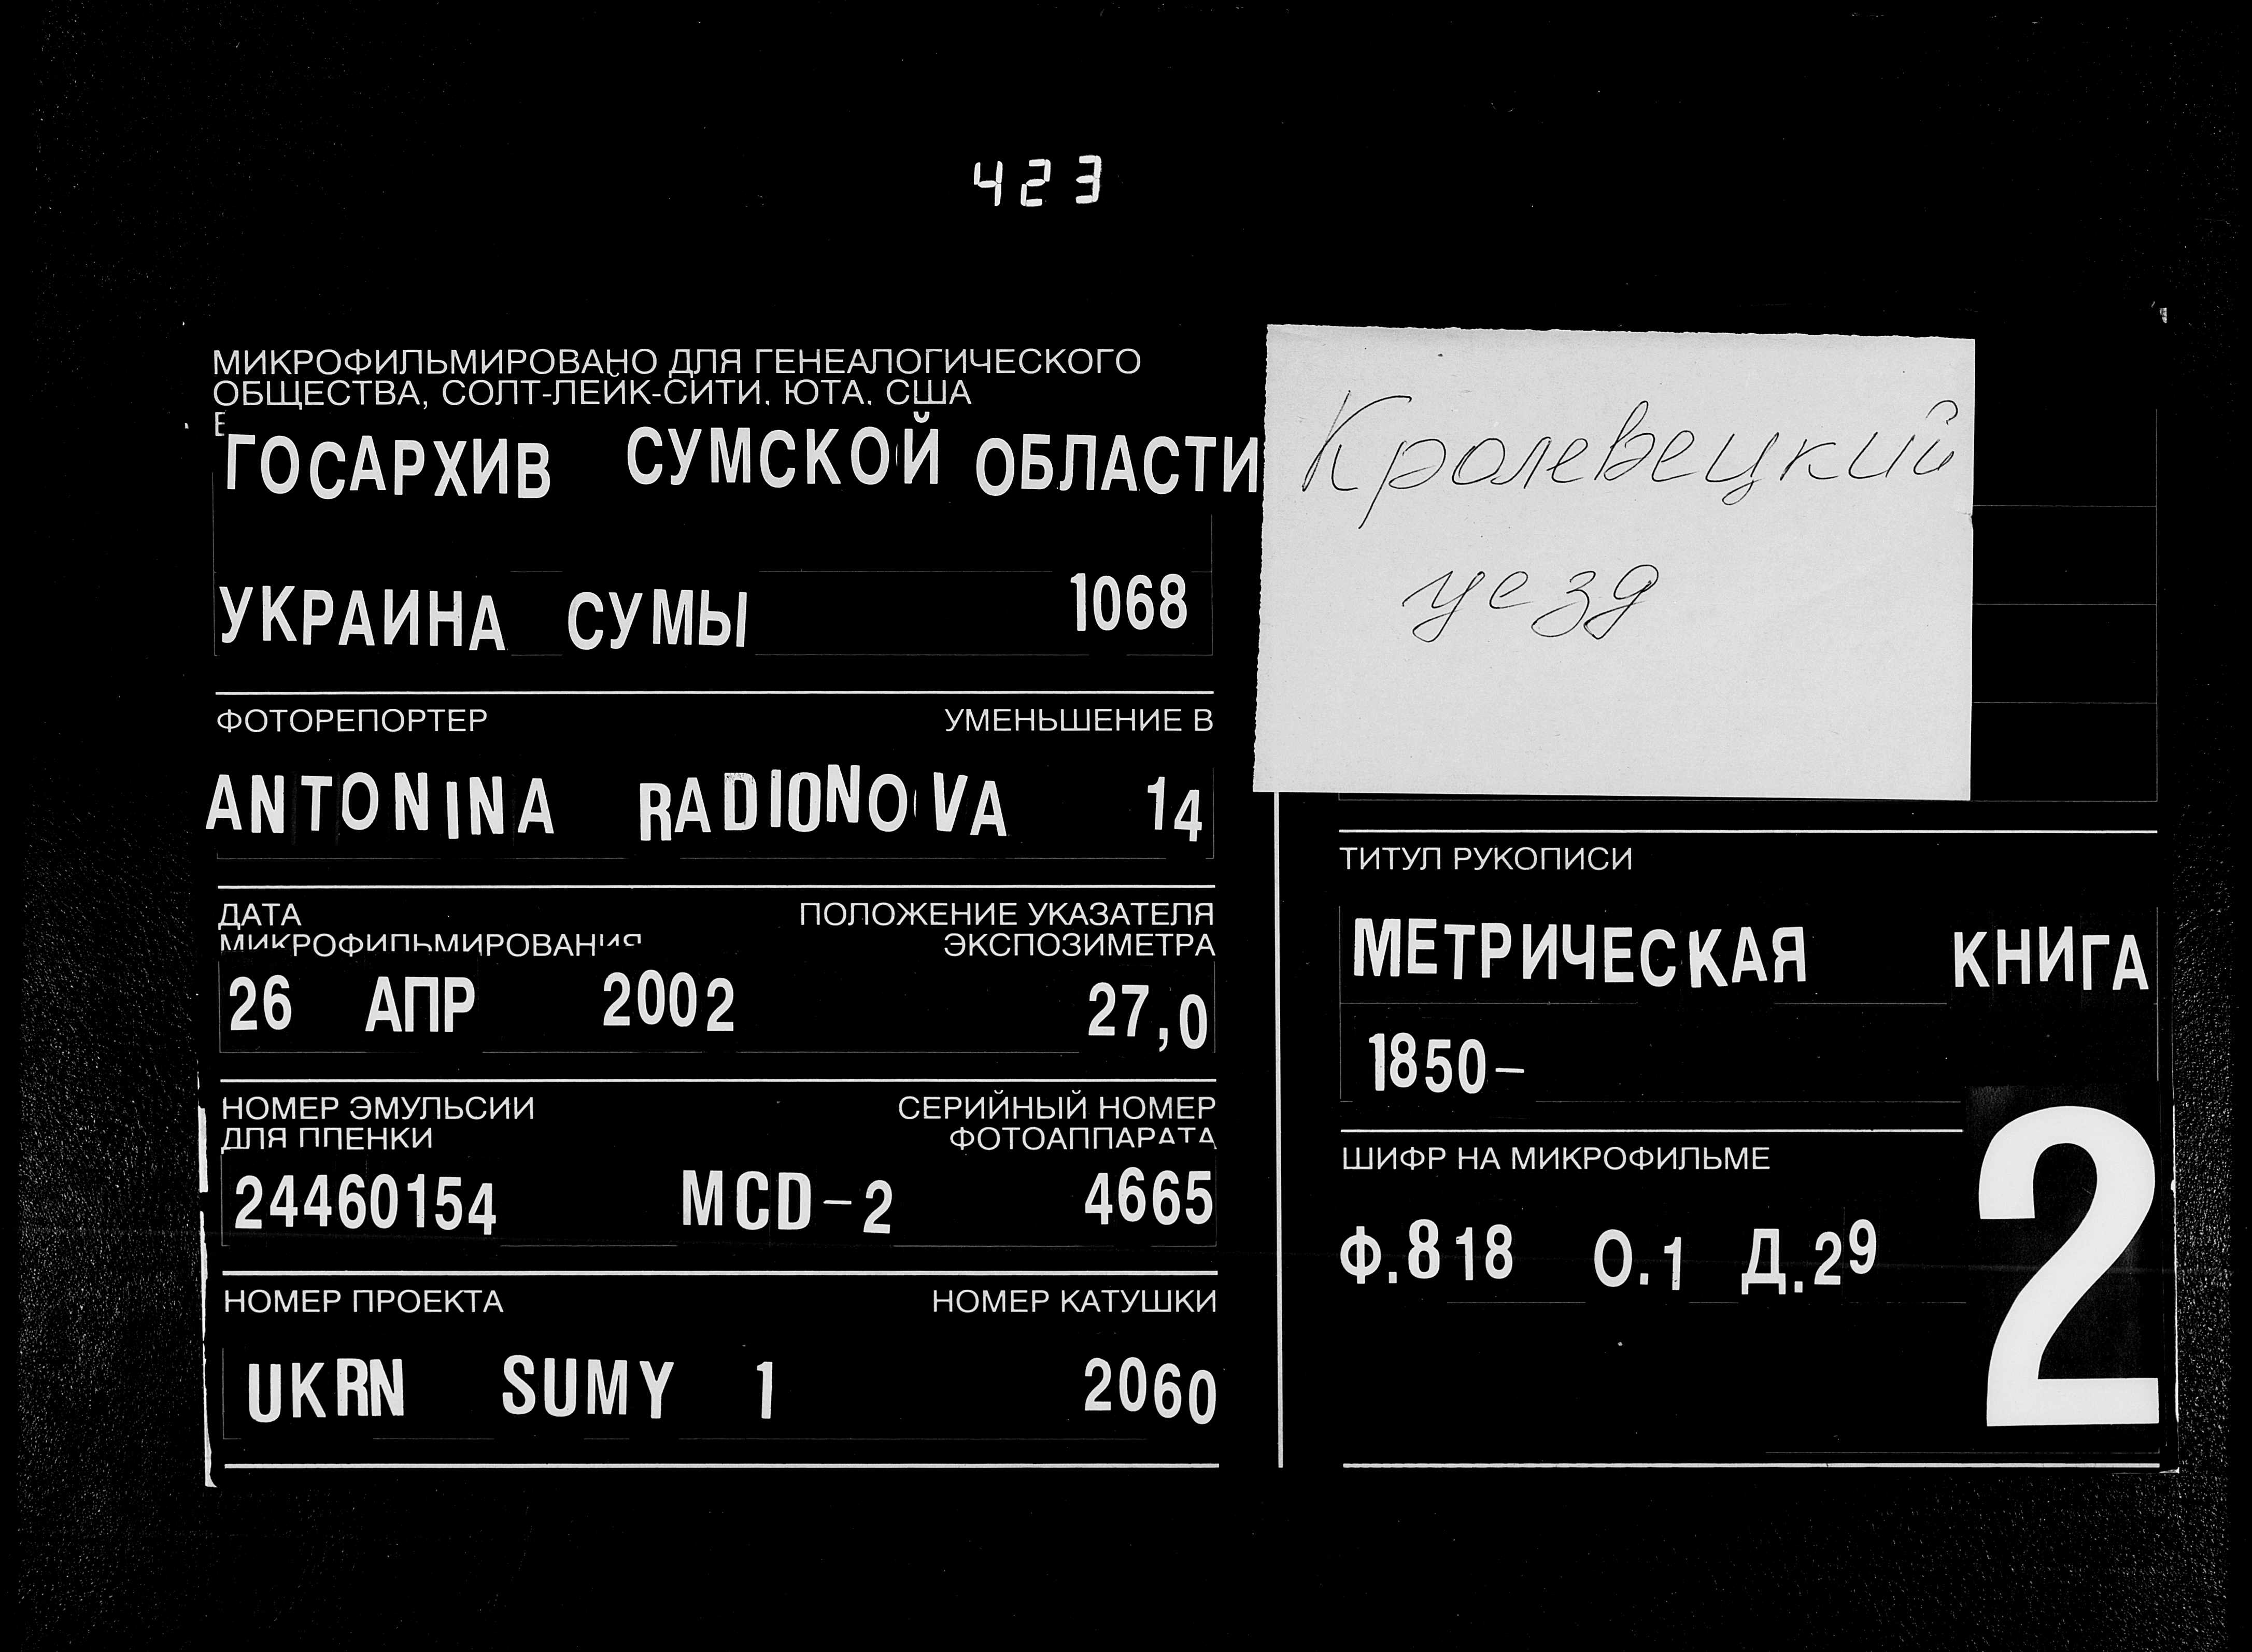 423
МИКРОФИЛЬМИРОВАНО ДЛЯ ГЕНЕАЛОГИЧЕСКОГО
ОБЩЕСТВА, СОЛТ-ЛЕЙК-СИТИ, ЮТА, США
ГОСАРХИВ СУМСКОЙ ОБЛАСТИ
УКРАИНА СУМЫ 1068
ФОТОРЕПОРТЕР УМЕНЬШЕНИЕ В
ANTONINA RADIONOVA 14
ДАТА ПОЛОЖЕНИЕ УКАЗАТЕЛЯ
МИКРОФИЛЬМИРОВАНИЯ ЭКСПОЗИМЕТРА
26 АПР 2002 27,0
НОМЕР ЭМУЛЬСИИ СЕРИЙНЫЙ НОМЕР
ДЛЯ ПЛЕНКИ ФОТОАППАРАТА
24460154 MCD-2 4665
НОМЕР ПРОЕКТА НОМЕР КАТУШКИ
UKRN SUMY 1 2060
Кролевецкий
уезд
ТИТУЛ РУКОПИСИ
МЕТРИЧЕСКАЯ КНИГА
1850-
ШИФР НА МИКРОФИЛЬМЕ
Ф.818 О.1 Д.29
2